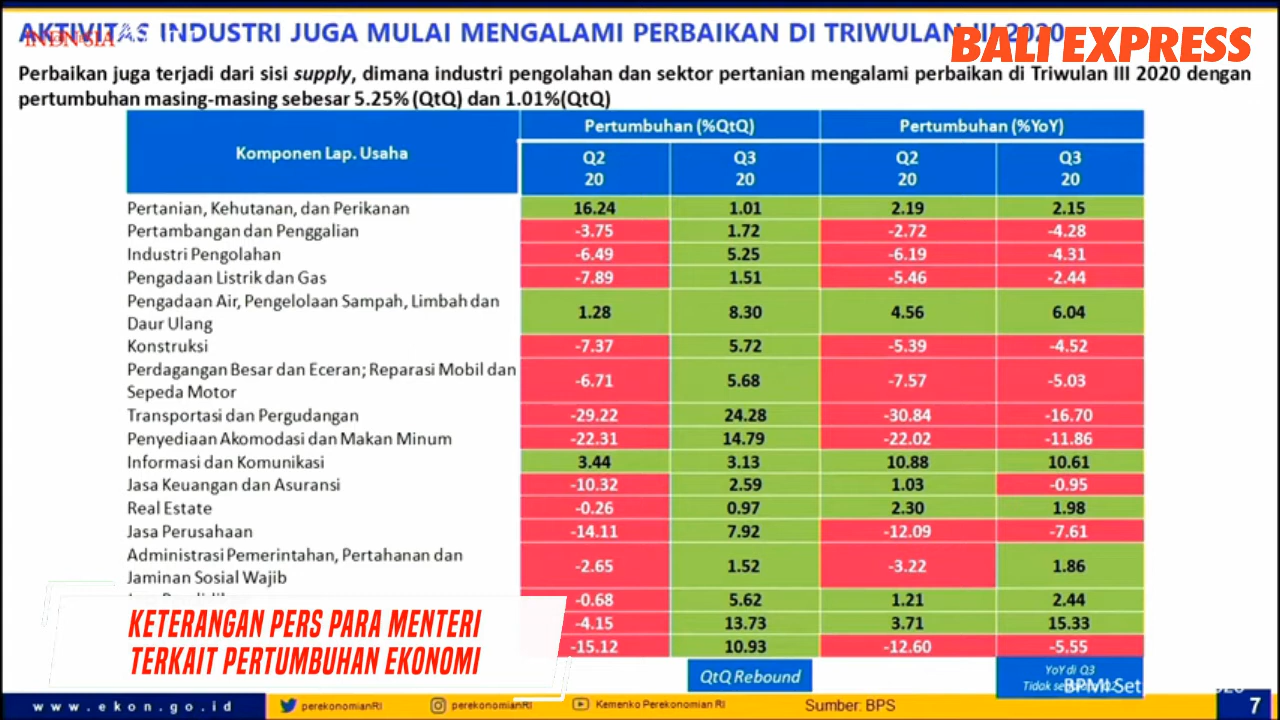 AKTIVITAS INDUSTRI JUGA MULAI MENGALAMI PERBAIKAN DI TRIWULAN III 2020
BALI EXPRESS
Perbaikan juga terjadi dari sisi supply, dimana industri pengolahan dan sektor pertanian mengalami perbaikan di Triwulan III 2020 dengan
pertumbuhan masing-masing sebesar 5.25% (QtQ) dan 1.01%(QtQ)
Komponen Lap. Usaha Pertumbuhan (%QtQ) Pertumbuhan (%YoY)
Q2 Q3 Q2 Q3
20 20 20 20
Pertanian, Kehutanan, dan Perikanan 16.24 1.01 2.19 2.15
Pertambangan dan Penggalian -3.75 1.72 -2.72 -4.28
Industri Pengolahan -6.49 5.25 -6.19 -4.31
Pengadaan Listrik dan Gas -7.89 1.51 -5.46 -2.44
Pengadaan Air, Pengelolaan Sampah, Limbah dan
Daur Ulang 1.28 8.30 4.56 6.04
Konstruksi -7.37 5.72 -5.39 -4.52
Perdagangan Besar dan Eceran; Reparasi Mobil dan
Sepeda Motor -6.71 5.68 -7.57 -5.03
Transportasi dan Pergudangan -29.22 24.28 -30.84 -16.70
Penyediaan Akomodasi dan Makan Minum -22.31 14.79 -22.02 -11.86
Informasi dan Komunikasi 3.44 3.13 10.88 10.61
Jasa Keuangan dan Asuransi -10.32 2.59 1.03 -0.95
Real Estate -0.26 0.97 2.30 1.98
Jasa Perusahaan -14.11 7.92 -12.09 -7.61
Administrasi Pemerintahan, Pertahanan dan
Jaminan Sosial Wajib -2.65 1.52 -3.22 1.86
-0.68 5.62 1.21 2.44
-4.15 13.73 3.71 15.33
-15.12 10.93 -12.60 -5.55
KETERANGAN PERS PARA MENTERI
TERKAIT PERTUMBUHAN EKONOMI
QtQ Rebound
YoY di Q3
Tidak
BPMI Set
www.ekon.go.id perekonomianRI perekonomianRI Kemenko Perekonomian RI Sumber: BPS 7